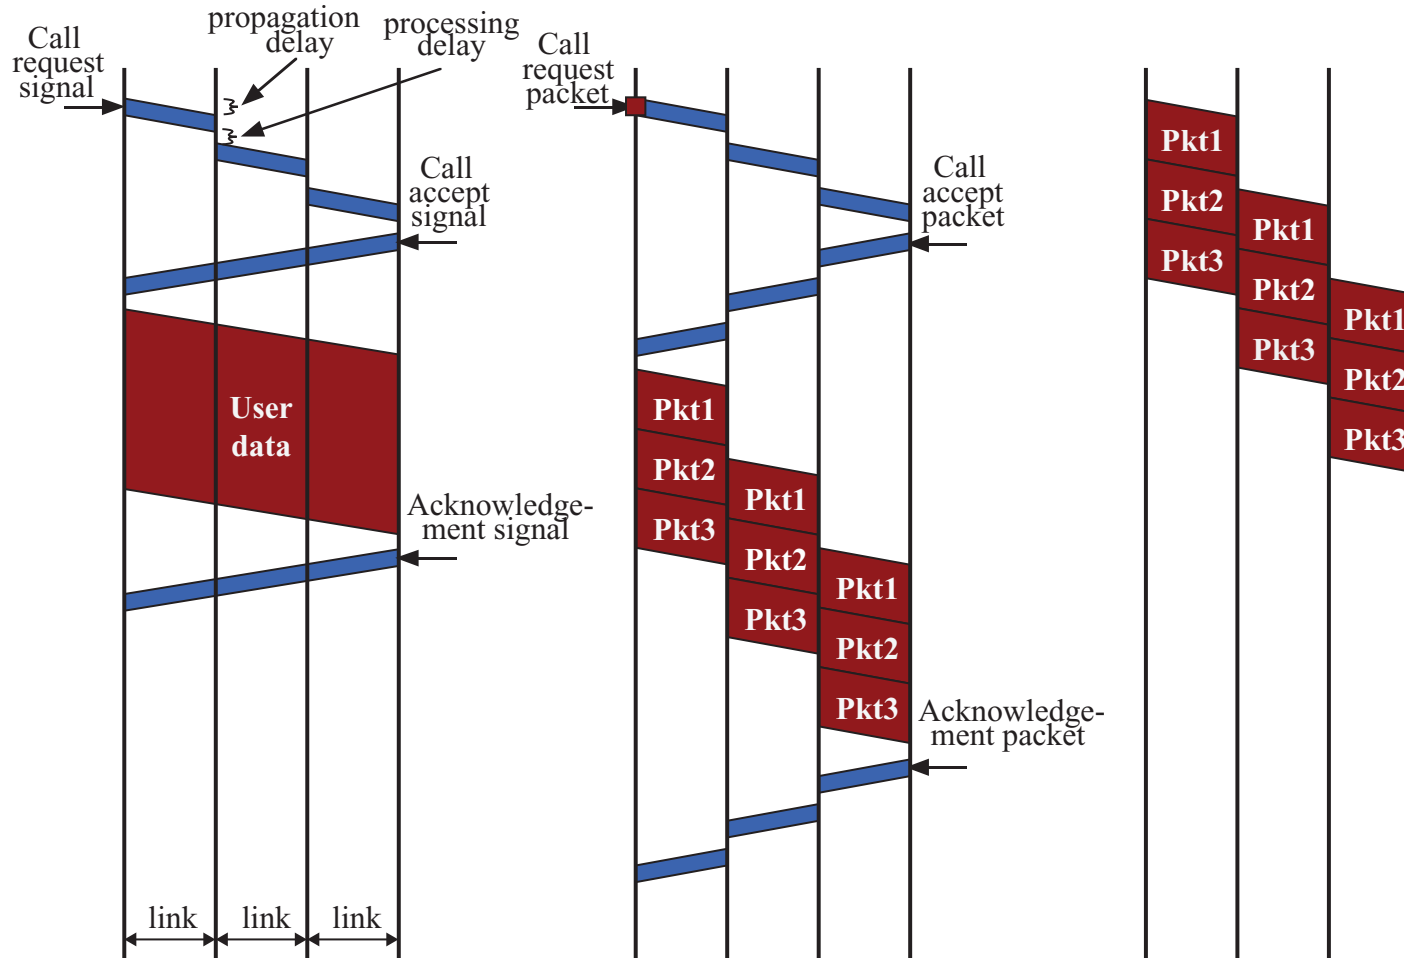 propagation
delay
processing
delay
Call
request
signal
Call
accept
signal
User
data
Acknowledge-
ment signal
link
link
link
Call
request
packet
Call
accept
packet
Pkt1
Pkt2
Pkt3
Pkt1
Pkt2
Pkt3
Pkt1
Pkt2
Pkt3
Acknowledge-
ment packet
Pkt1
Pkt2
Pkt3
Pkt1
Pkt2
Pkt3
Pkt1
Pkt2
Pkt3